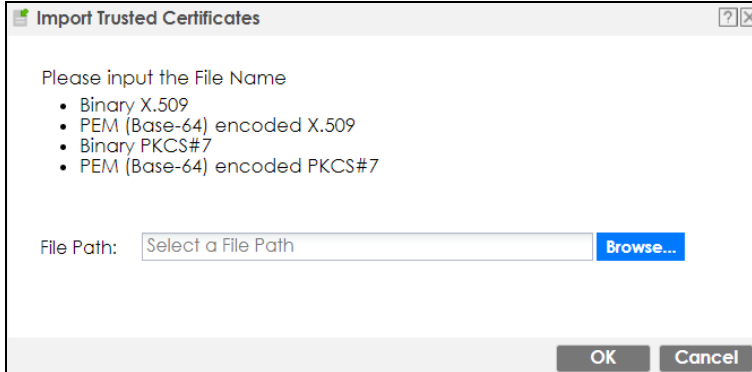 Import Trusted Certificates
Please input the File Name
• Binary X.509
• PEM (Base-64) encoded X.509
• Binary PKCS#7
• PEM (Base-64) encoded PKCS#7
File Path: Select a File Path Browse...
OK Cancel